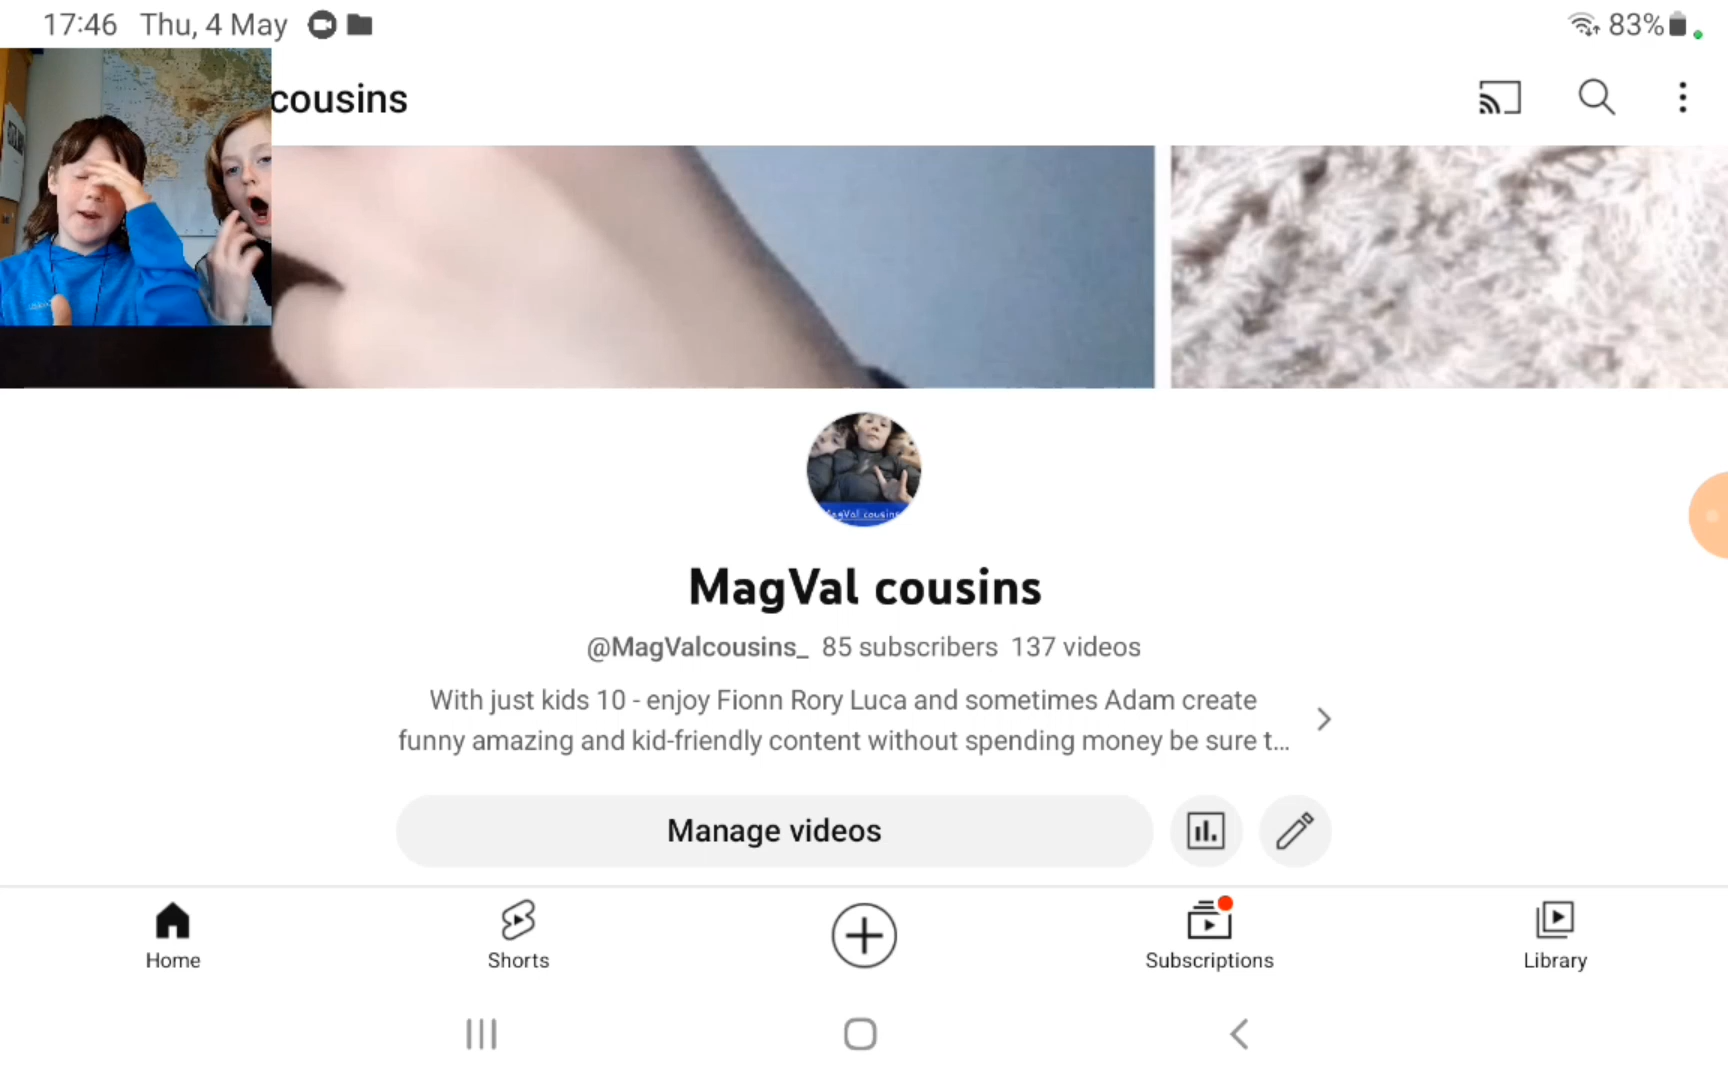 17:46 Thu, 4 May
83%
cousins
MagVal cousins
MagVal cousins
@MagValcousins_ 85 subscribers 137 videos
With just kids 10 - enjoy Fionn Rory Luca and sometimes Adam create
funny amazing and kid-friendly content without spending money be sure t...
Manage videos
Home
Shorts
Subscriptions
Library